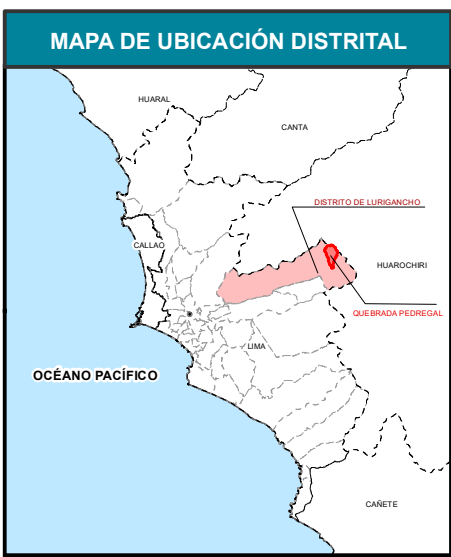 MAPA DE UBICACIÓN DISTRITAL
HUARAL
CANTA
DISTRITO DE LURIGANCHO
CALLAO
HUAROCHIRI
QUEBRADA PEDREGAL
LIMA
OCÉANO PACÍFICO
CAÑETE